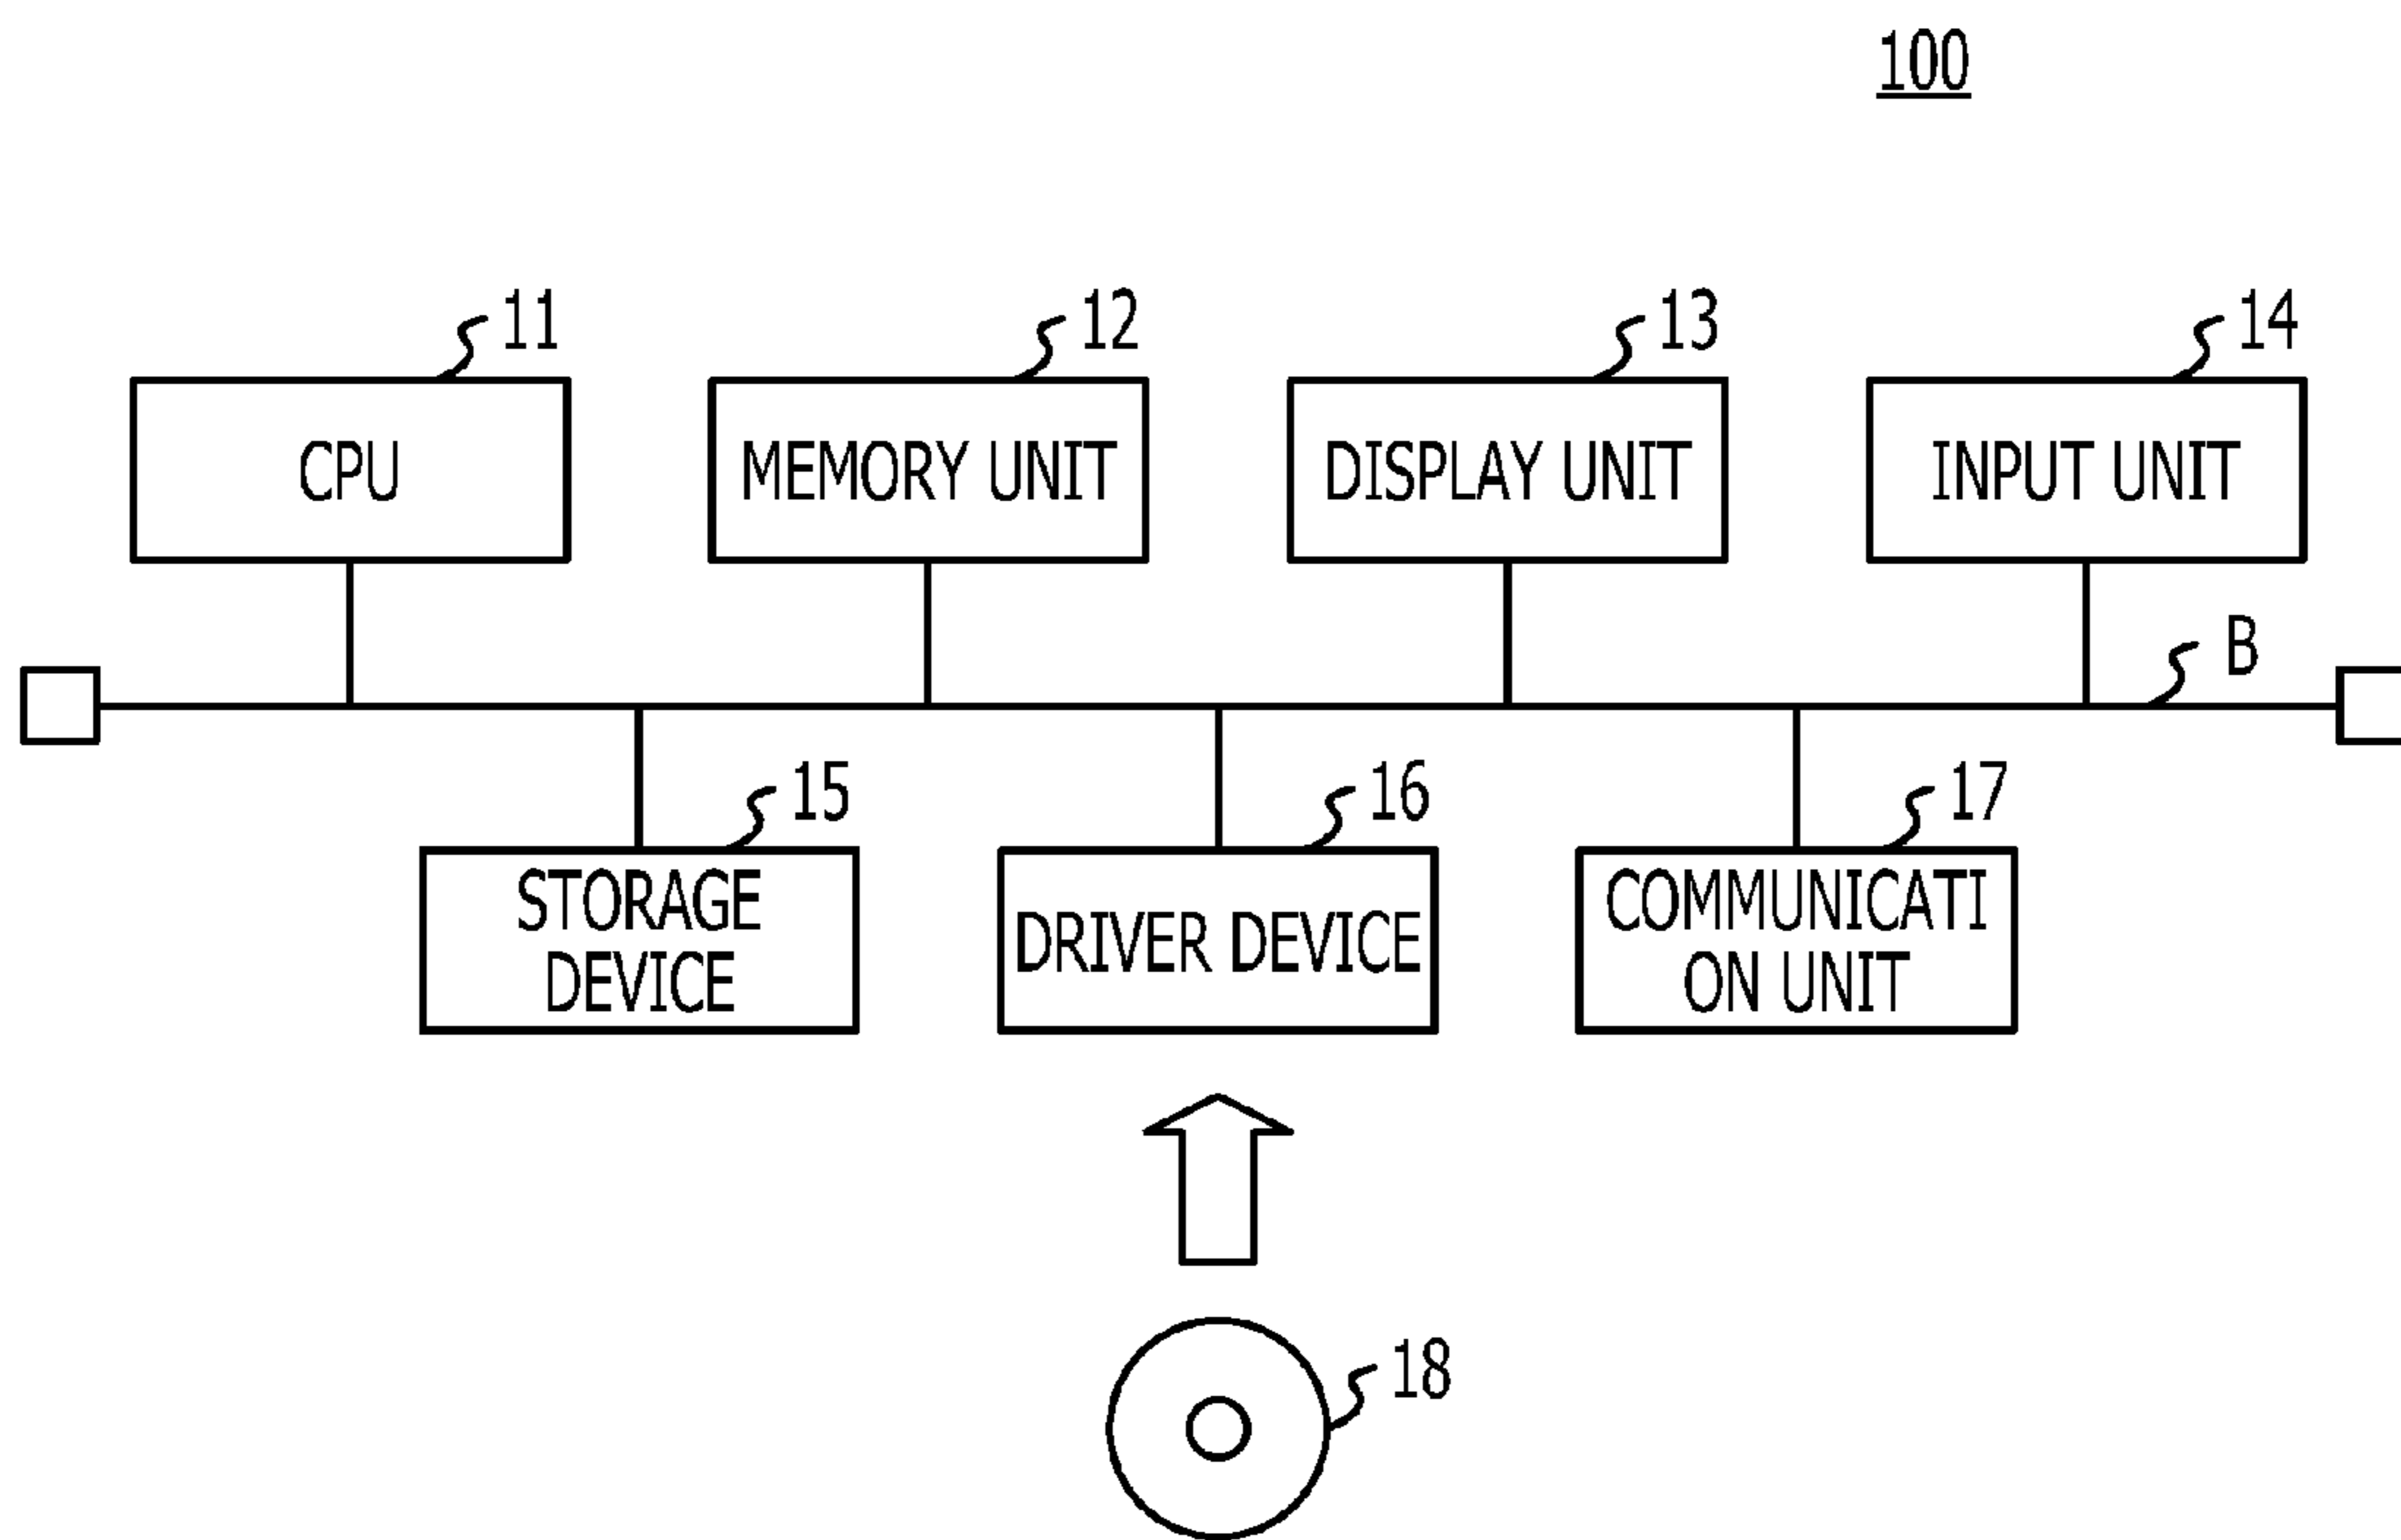 100
11
12
13
14
CPU
MEMORY UNIT
DISPLAY UNIT
INPUT UNIT
B
15
16
17
STORAGE
DEVICE
DRIVER DEVICE
COMMUNICATI
ON UNIT
18